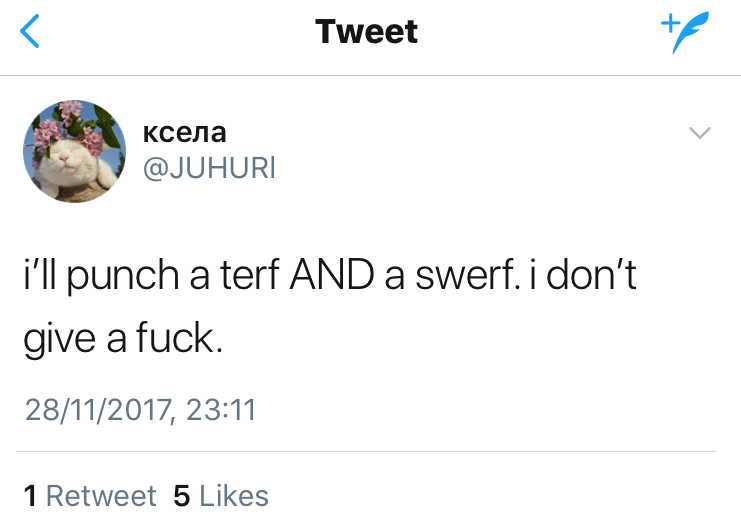 Tweet
ксела
@JUHURl
i’ll punch a terf AND a swerf. i don’t
give a fuck.
28/11/2017, 23:11
1 Retweet 5 Likes